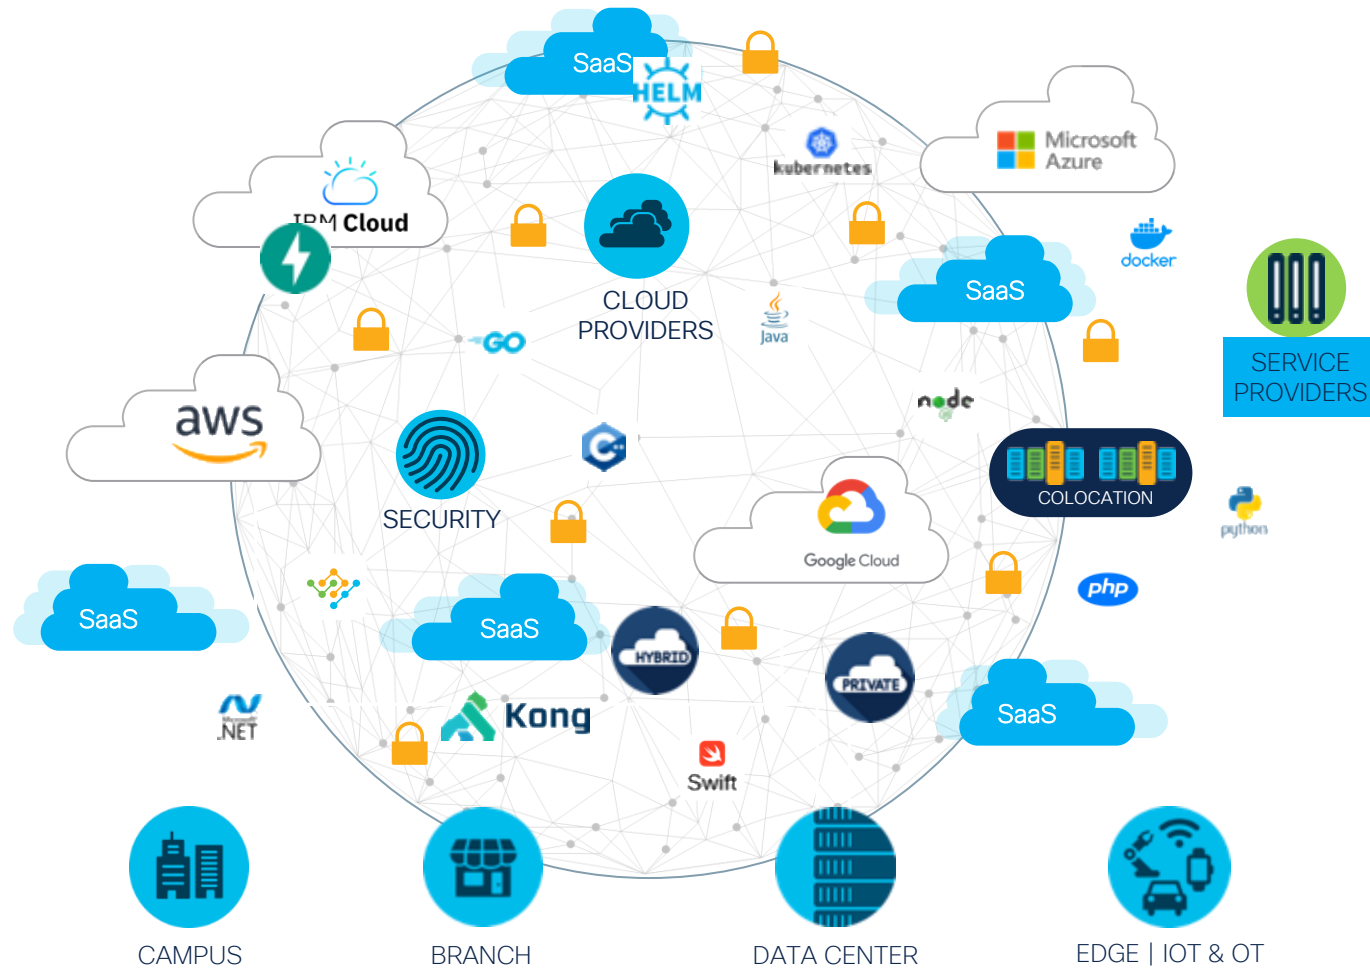 SaaS
HELM
Microsoft
Azure
kubernetes
IBM Cloud
docker
CLOUD
PROVIDERS
SaaS
Java
GO
SERVICE
PROVIDERS
node
JS
aws
C++
COLOCATION
SECURITY
python
Google Cloud
php
SaaS
SaaS
HYBRID
PRIVATE
SaaS
Kong
Microsoft
.NET
Swift
CAMPUS
BRANCH
DATA CENTER
EDGE | IOT & OT